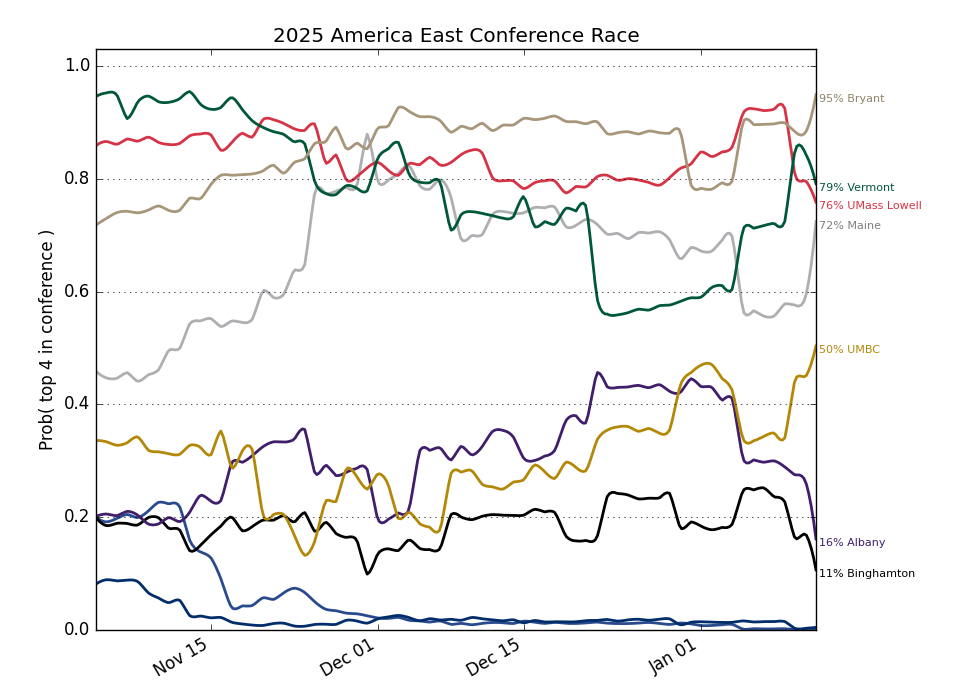 2025 America East Conference Race
Prob( top 4 in conference )
1.0
0.8
0.6
0.4
0.2
0.0
Nov 15
Dec 01
Dec 15
Jan 01
95% Bryant
79% Vermont
76% UMass Lowell
72% Maine
50% UMBC
16% Albany
11% Binghamton